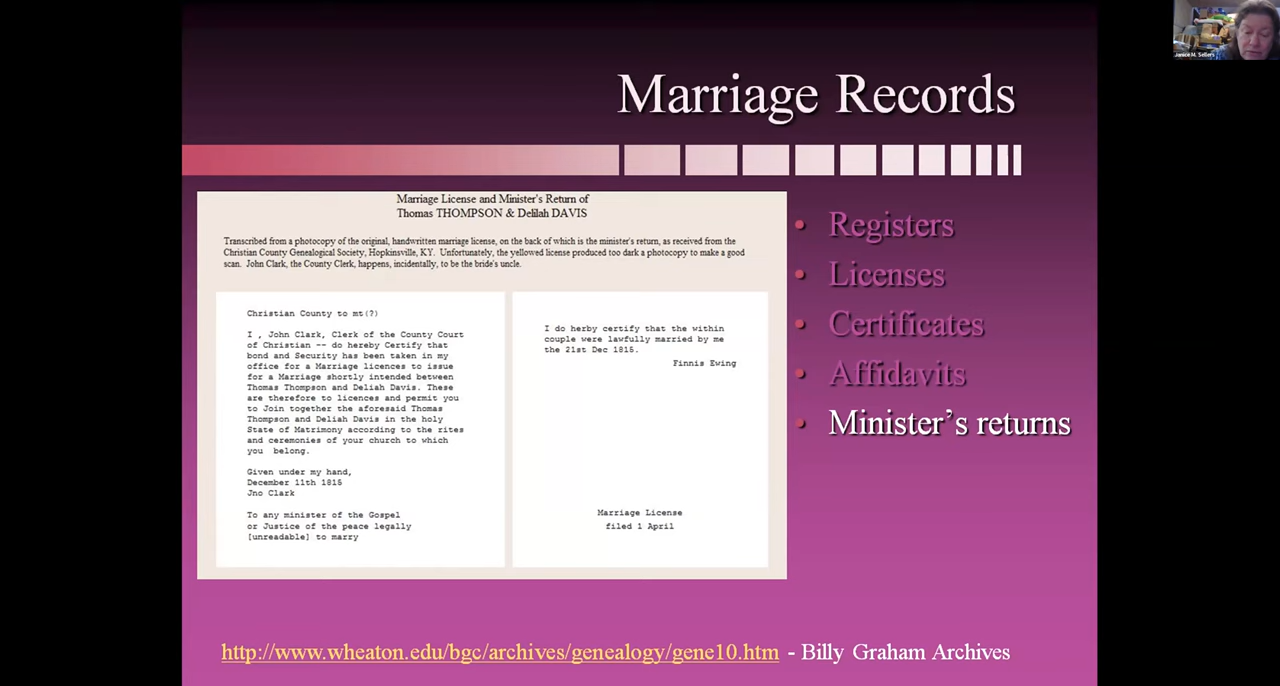 Janice M. Sellers
Marriage Records
Marriage License and Minister's Return of
Thomas THOMPSON & Delilah DAVIS
Transcribed from a photocopy of the original, handwritten marriage license, on the back of which is the minister's return, as received from the
Christian County Genealogical Society, Hopkinsville, KY. Unfortunately, the yellowed license produced too dark a photocopy to make a good
scan. John Clark, the County Clerk, happens, incidentally, to be the bride's uncle.
Christian County to mt(?)
I , John Clark, Clerk of the County Court
of Christian -- do hereby Certify that
bond and Security has been taken in my
office for a Marriage licences to issue
for a Marriage shortly intended between
Thomas Thompson and Deliah Davis. These
are therefore to licences and permit you
to Join together the aforesaid Thomas
Thompson and Deliah Davis in the holy
State of Matrimony according to the rites
and ceremonies of your church to which
you belong.
Given under my hand,
December 11th 1815
Jno Clark
To any minister of the Gospel
or Justice of the peace legally
[unreadable] to marry
I do herby certify that the within
couple were lawfully married by me
the 21st Dec 1815.
Finnis Ewing
Marriage License
filed 1 April
• Registers
• Licenses
• Certificates
• Affidavits
• Minister’s returns
http://www.wheaton.edu/bgc/archives/genealogy/gene10.htm - Billy Graham Archives